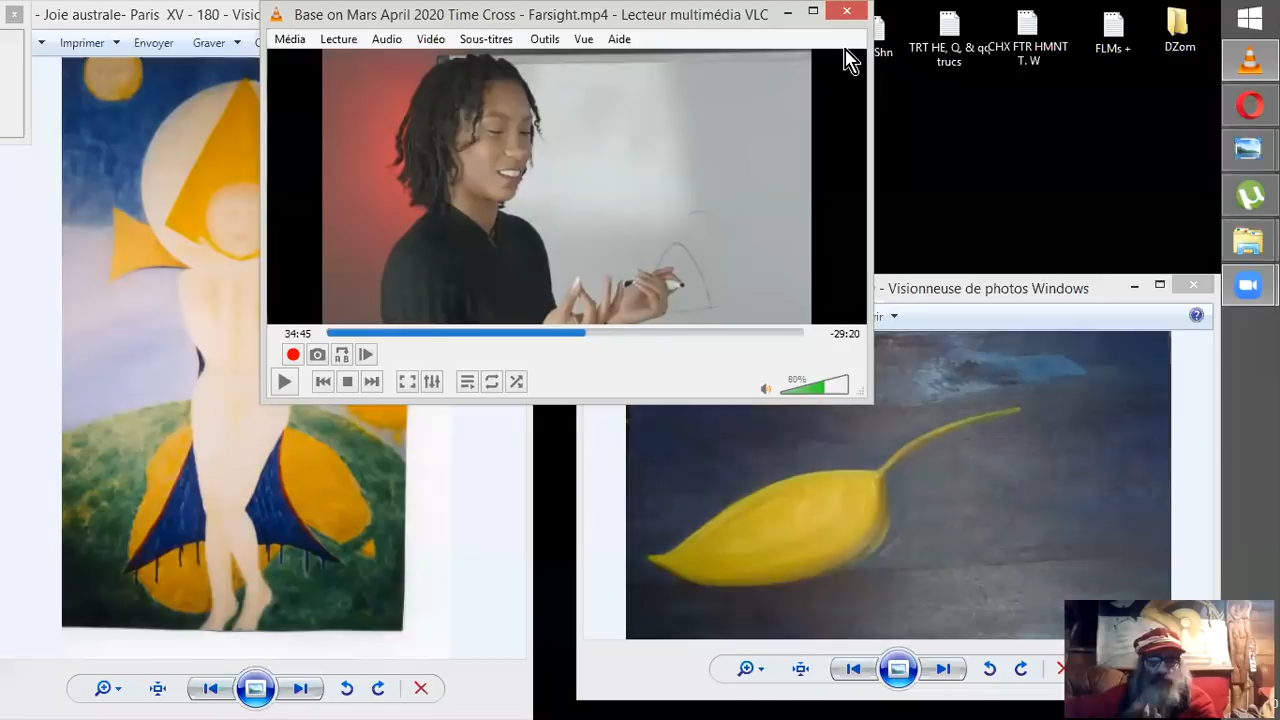 - Joie australa- Paris XV - 180 - Visio
Imprimer Envoyer Graver
Base on Mars April 2020 Time Cross - Farsight.mp4 - Lecteur multimédia VLC
Média Lecture Audio Vidéo Sous-titres Outils Vue Aide
34:45 -29:20
80%
Shn
TRT HE, Q, & qq
trucs
CHX FTR HMNT
T. W
FLMs +
DZom
- Visionneuse de photos Windows